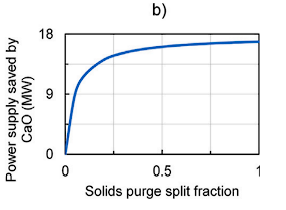 b)
18
9
0
Power supply saved by
CaO (MW)
0
0.5
1
Solids purge split fraction